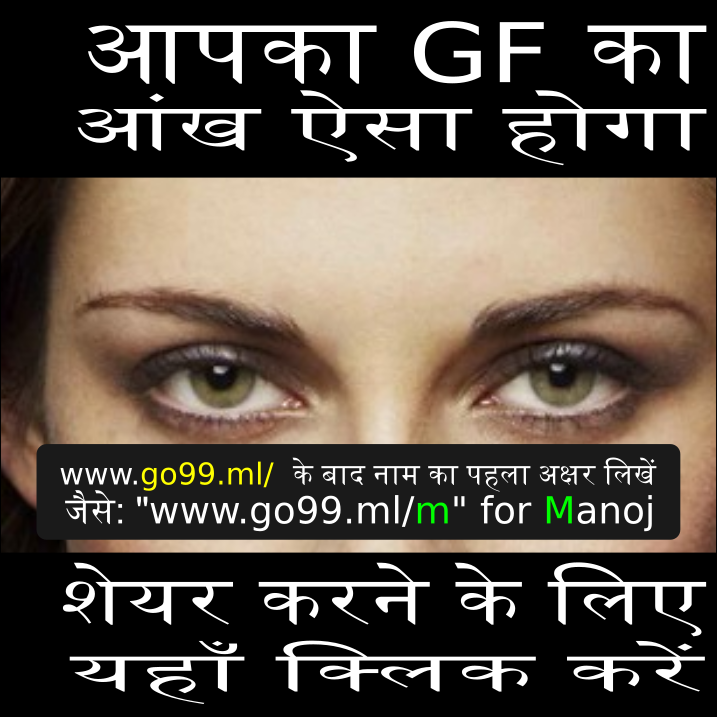 आपका GF का
आंख ऐसा होगा
www.go99.ml/ के बाद नाम का पहला अक्षर लिखें
जैसे: "www.go99.ml/m" for Manoj
शेयर करने के लिए
यहाँ क्लिक करें